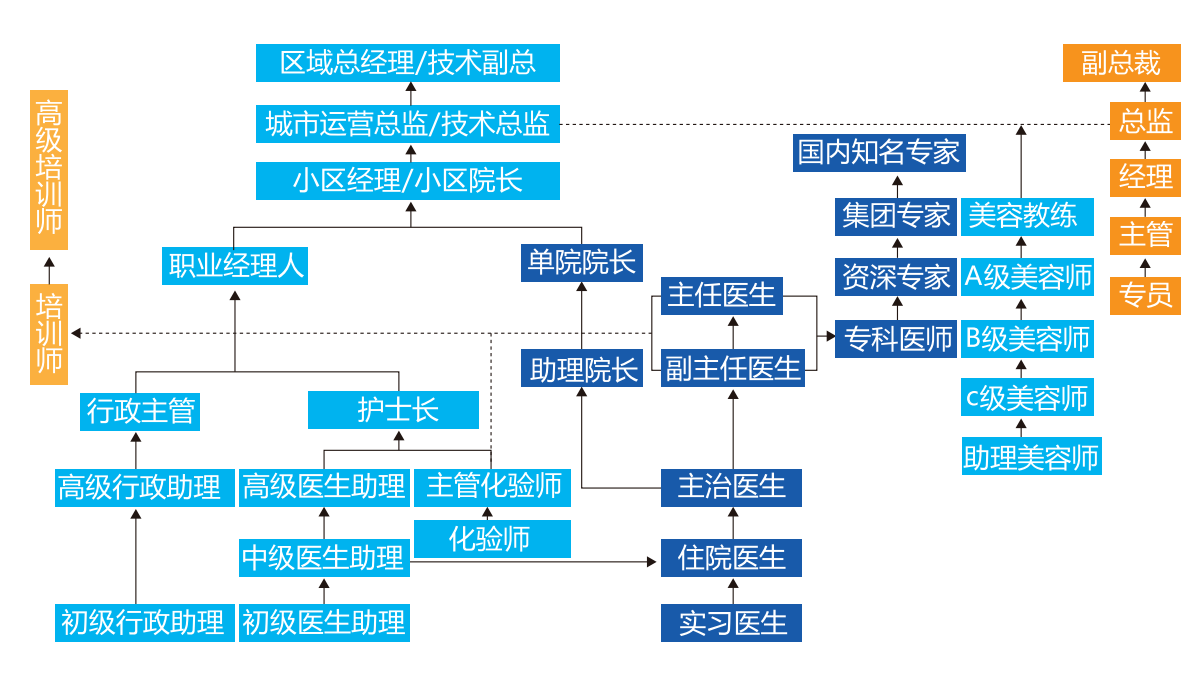 区域总经理/技术副总
副总裁
高级培训师
城市运营总监/技术总监
总监
国内知名专家
小区经理/小区院长
经理
集团专家
美容教练
主管
职业经理人
单院院长
资深专家
A级美容师
专员
培训师
主任医生
专科医师
B级美容师
助理院长
副主任医生
行政主管
护士长
c级美容师
助理美容师
高级行政助理
高级医生助理
主管化验师
主治医生
化验师
中级医生助理
住院医生
初级行政助理
初级医生助理
实习医生